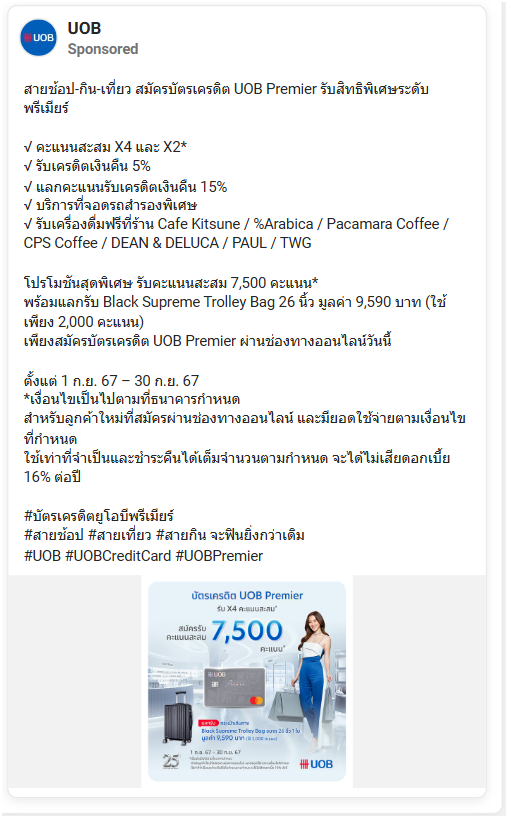 UOB
UOB
Sponsored
สายช้อป-กิน-เที่ยว สมัครบัตรเครดิต UOB Premier รับสิทธิพิเศษระดับ
พรีเมียร์
√ คะแนนสะสม X4 และ X2*
√ รับเครดิตเงินคืน 5%
√ แลกคะแนนรับเครดิตเงินคืน 15%
√ บริการที่จอดรถสำรองพิเศษ
√ รับเครื่องดื่มฟรีที่ร้าน Cafe Kitsune / %Arabica / Pacamara Coffee /
CPS Coffee / DEAN & DELUCA / PAUL / TWG
โปรโมชันสุดพิเศษ รับคะแนนสะสม 7,500 คะแนน*
พร้อมแลกรับ Black Supreme Trolley Bag 26 นิ้ว มูลค่า 9,590 บาท (ใช้
เพียง 2,000 คะแนน)
เพียงสมัครบัตรเครดิต UOB Premier ผ่านช่องทางออนไลน์วันนี้
ตั้งแต่ 1 ก.ย. 67 – 30 ก.ย. 67
*เงื่อนไขเป็นไปตามที่ธนาคารกำหนด
สำหรับลูกค้าใหม่ที่สมัครผ่านช่องทางออนไลน์ และมียอดใช้จ่ายตามเงื่อนไข
ที่กำหนด
ใช้เท่าที่จำเป็นและชำระคืนได้เต็มจำนวนตามกำหนด จะได้ไม่เสียดอกเบี้ย
16% ต่อปี
#บัตรเครดิตยูโอบีพรีเมียร์
#สายช้อป #สายเที่ยว #สายกิน จะฟินยิ่งกว่าเดิม
#UOB #UOBCreditCard #UOBPremier
บัตรเครดิต UOB Premier
รับ X4 คะแนนสะสม*
สมัครรับ
คะแนนสะสม 7,500
คะแนน*
UOB
กระเป๋าเดินทาง
Black Supreme Trolley Bag ขนาด 26 นิ้ว 1 ใบ
มูลค่า 9,590 บาท (ใช้ 2,000 คะแนน)
1 ก.ย. 67 - 30 ก.ย. 67
25
UOB